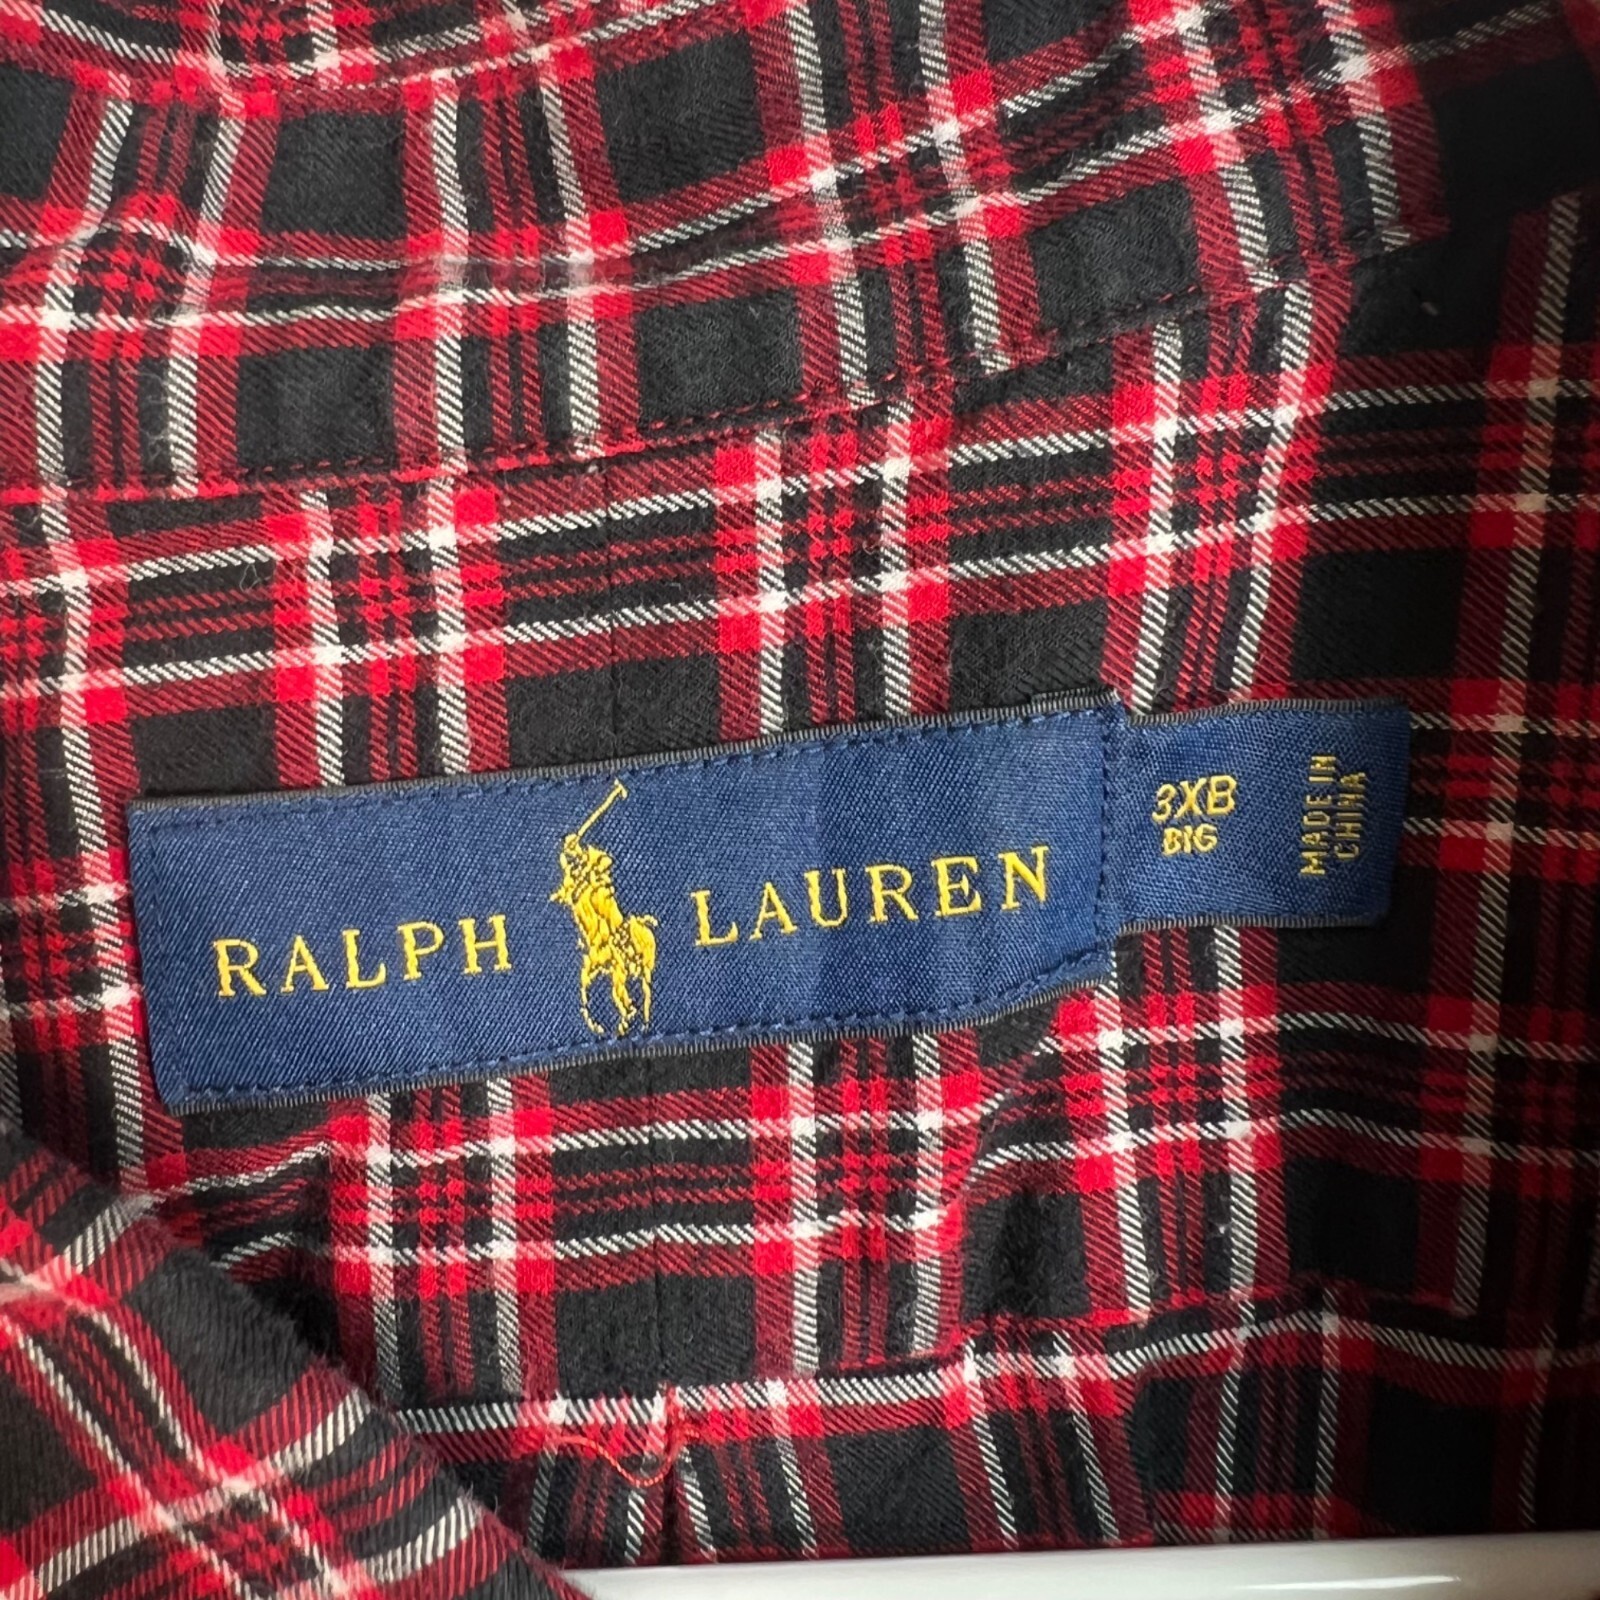 RALPH LAUREN
3XB
BIG
MADE IN
CHINA